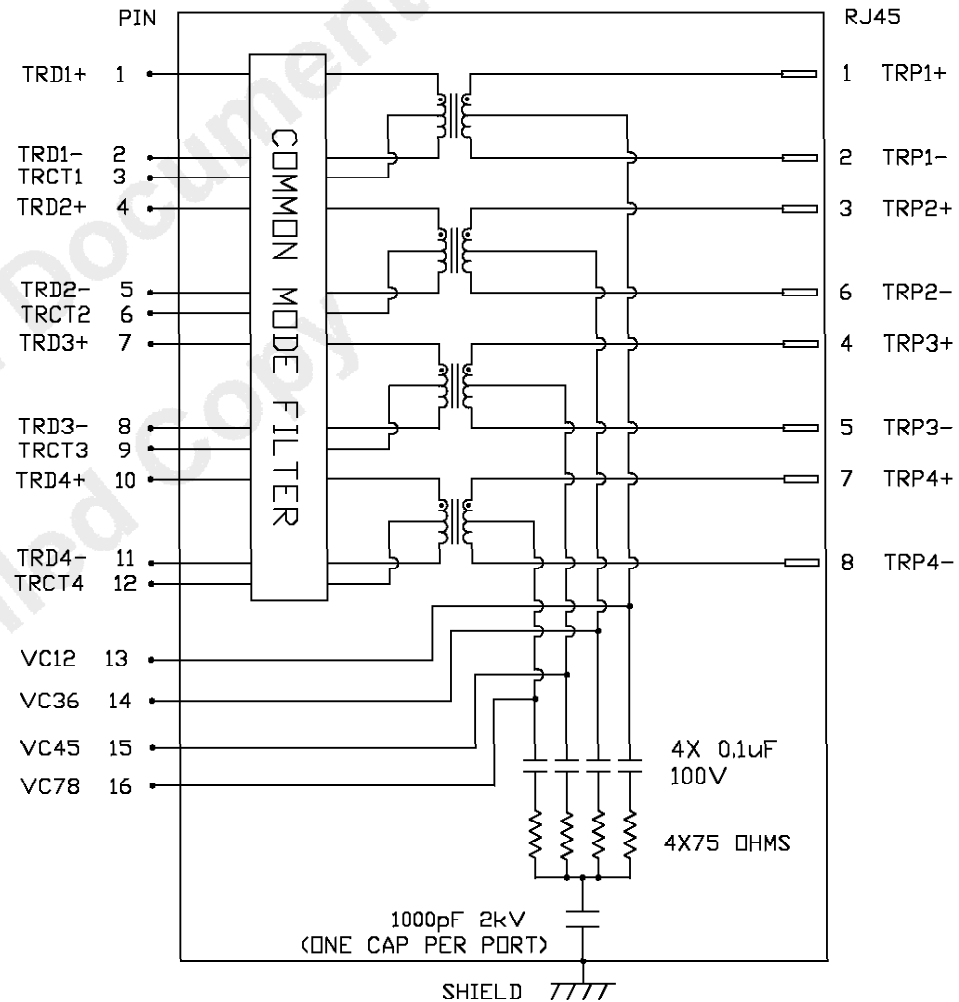 PIN RJ45
TRD1+ 1 1 TRP1+
TRD1- 2 2 TRP1-
TRCT1 3
TRD2+ 4 3 TRP2+
TRD2- 5 6 TRP2-
TRCT2 6
TRD3+ 7 4 TRP3+
TRD3- 8 5 TRP3-
TRCT3 9
TRD4+ 10 7 TRP4+
TRD4- 11 8 TRP4-
TRCT4 12
COMMON MODE FILTER
VC12 13
VC36 14
VC45 15
VC78 16
4X 0.1uF
100V
4X75 OHMS
1000pF 2kV
(ONE CAP PER PORT)
SHIELD
Document
Copy